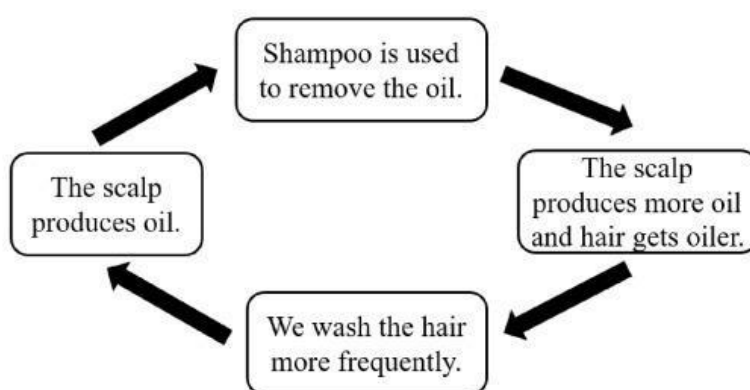 Shampoo is used
to remove the oil.
The scalp
produces more oil
and hair gets oiler.
We wash the hair
more frequently.
The scalp
produces oil.